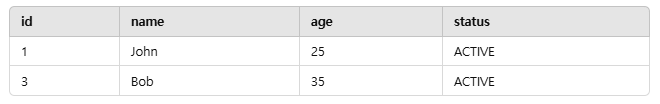 id name age status
1 John 25 ACTIVE
3 Bob 35 ACTIVE